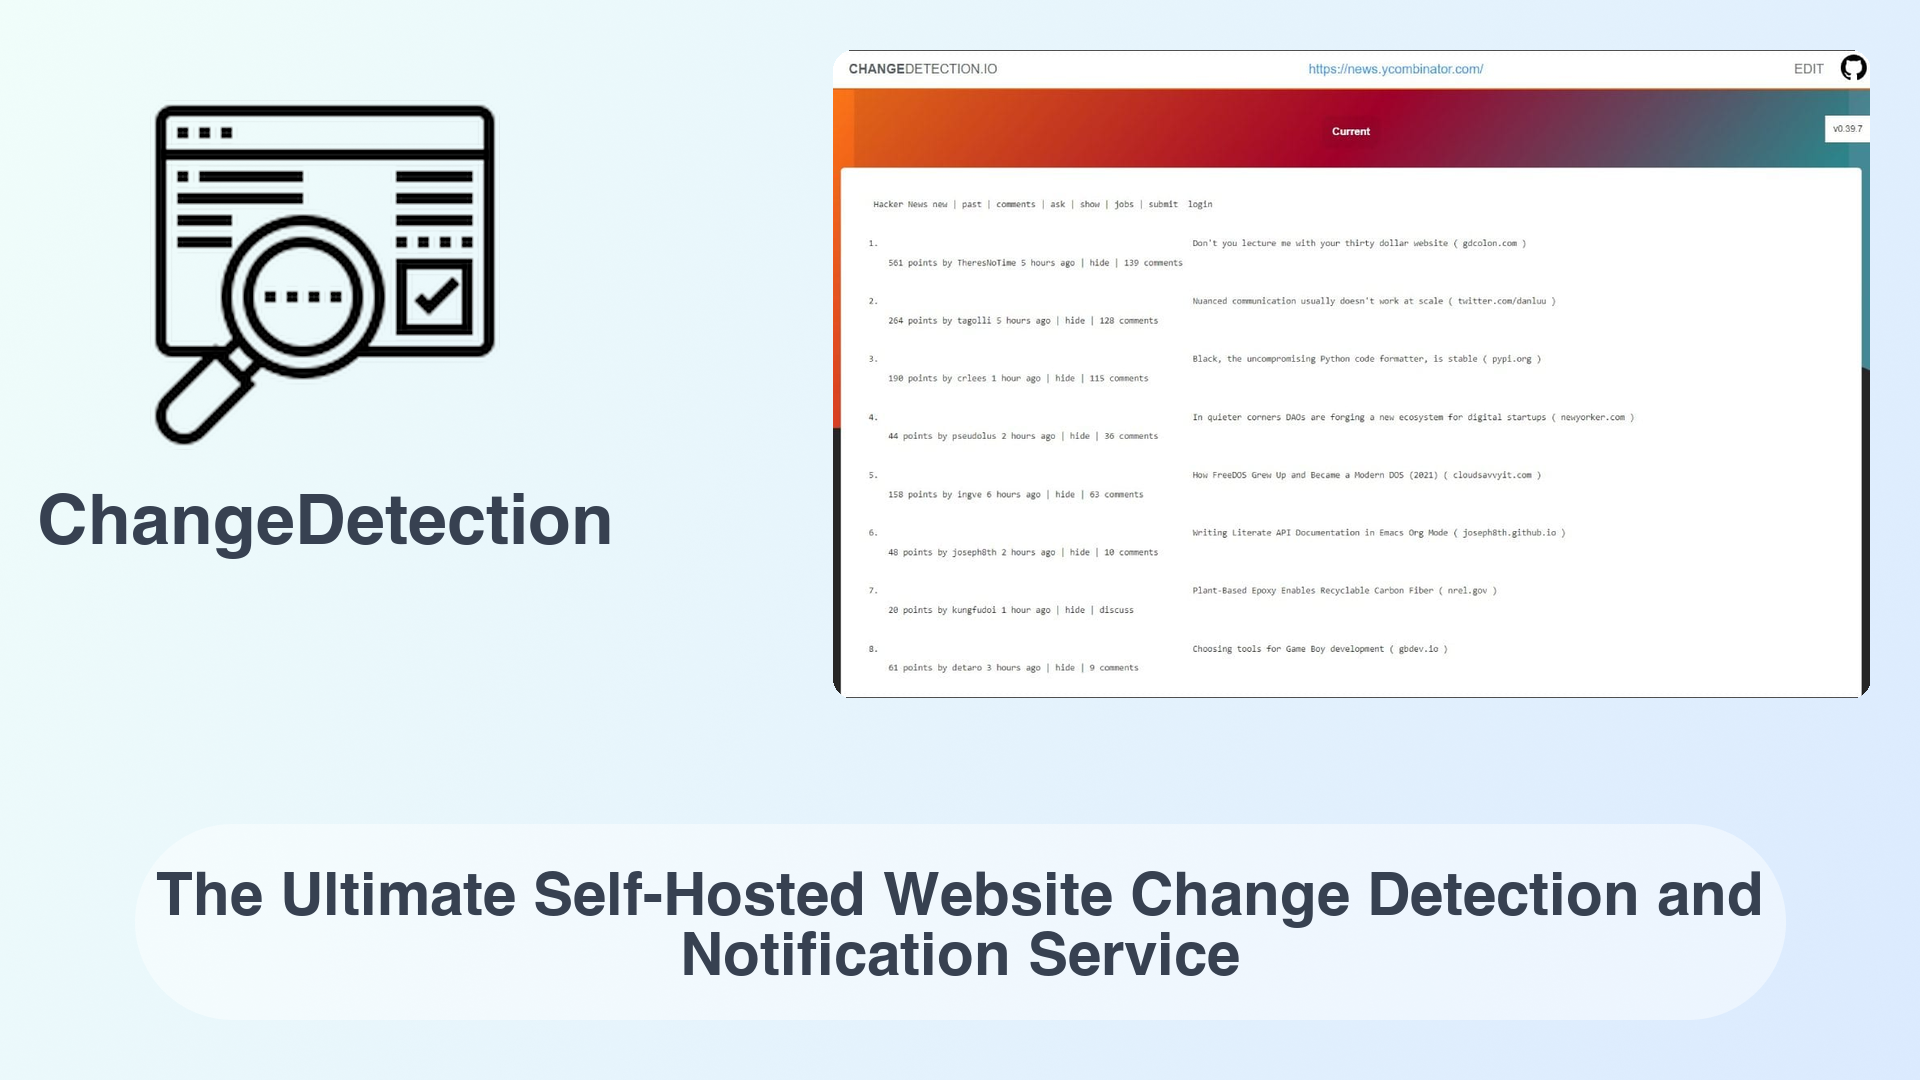 CHANGEDETECTION.IO https://news.ycombinator.com/ EDIT
Current
v0.39.7
Hacker News new | past | comments | ask | show | jobs | submit login
1. Don't you lecture me with your thirty dollar website ( gdcolon.com )
561 points by TheresNoTime 5 hours ago | hide | 139 comments
2. Nuanced communication usually doesn't work at scale ( twitter.com/danluu )
264 points by tagolli 5 hours ago | hide | 128 comments
3. Black, the uncompromising Python code formatter, is stable ( pypi.org )
190 points by crlees 1 hour ago | hide | 115 comments
4. In quieter corners DAOs are forging a new ecosystem for digital startups ( newyorker.com )
44 points by pseudolus 2 hours ago | hide | 36 comments
5. How FreeDOS Grew Up and Became a Modern DOS (2021) ( cloudsavvyit.com )
158 points by ingve 6 hours ago | hide | 63 comments
6. Writing Literate API Documentation in Emacs Org Mode ( joseph8th.github.io )
48 points by joseph8th 2 hours ago | hide | 10 comments
7. Plant-Based Epoxy Enables Recyclable Carbon Fiber ( nrel.gov )
20 points by kungfudoi 1 hour ago | hide | discuss
8. Choosing tools for Game Boy development ( gbdev.io )
61 points by detaro 3 hours ago | hide | 9 comments
ChangeDetection
The Ultimate Self-Hosted Website Change Detection and
Notification Service